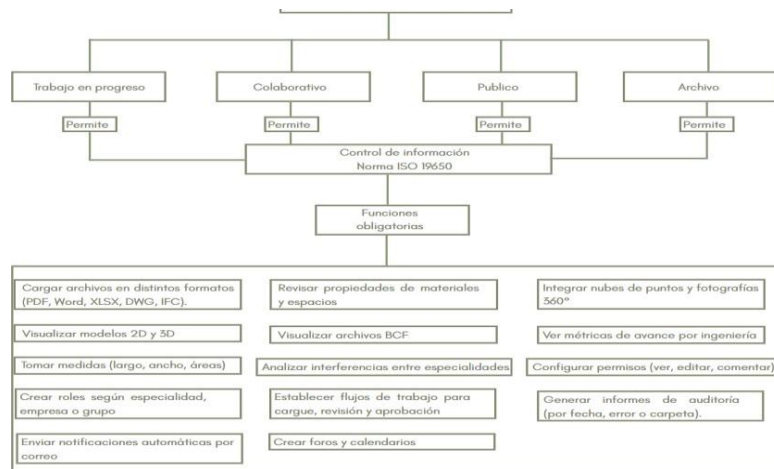 Trabajo en progreso
Colaborativo
Publico
Archivo
Permite
Permite
Permite
Permite
Control de información
Norma ISO 19650
Funciones
obligatorias
Cargar archivos en distintos formatos
(PDF, Word, XLSX, DWG, IFC).
Revisar propiedades de materiales
y espacios
Integrar nubes de puntos y fotografías
360°
Visualizar modelos 2D y 3D
Visualizar archivos BCF
Ver métricas de avance por ingeniería
Tomar medidas (largo, ancho, áreas)
Analizar interferencias entre especialidades
Configurar permisos (ver, editar, comentar)
Crear roles según especialidad,
empresa o grupo
Establecer flujos de trabajo para
cargue, revisión y aprobación
Generar informes de auditoría
(por fecha, error o carpeta).
Enviar notificaciones automáticas por
correo
Crear foros y calendarios